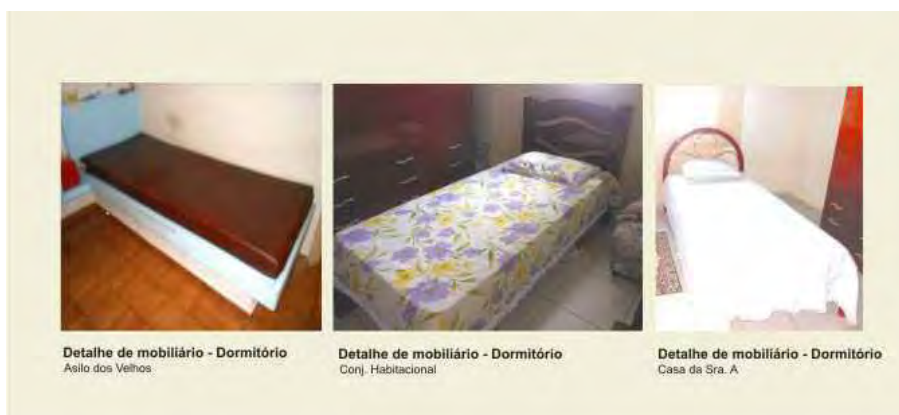 Detalhe de mobiliário - Dormitório
Asilo dos Velhos
Detalhe de mobiliário - Dormitório
Conj. Habitacional
Detalhe de mobiliário - Dormitório
Casa da Sra. A